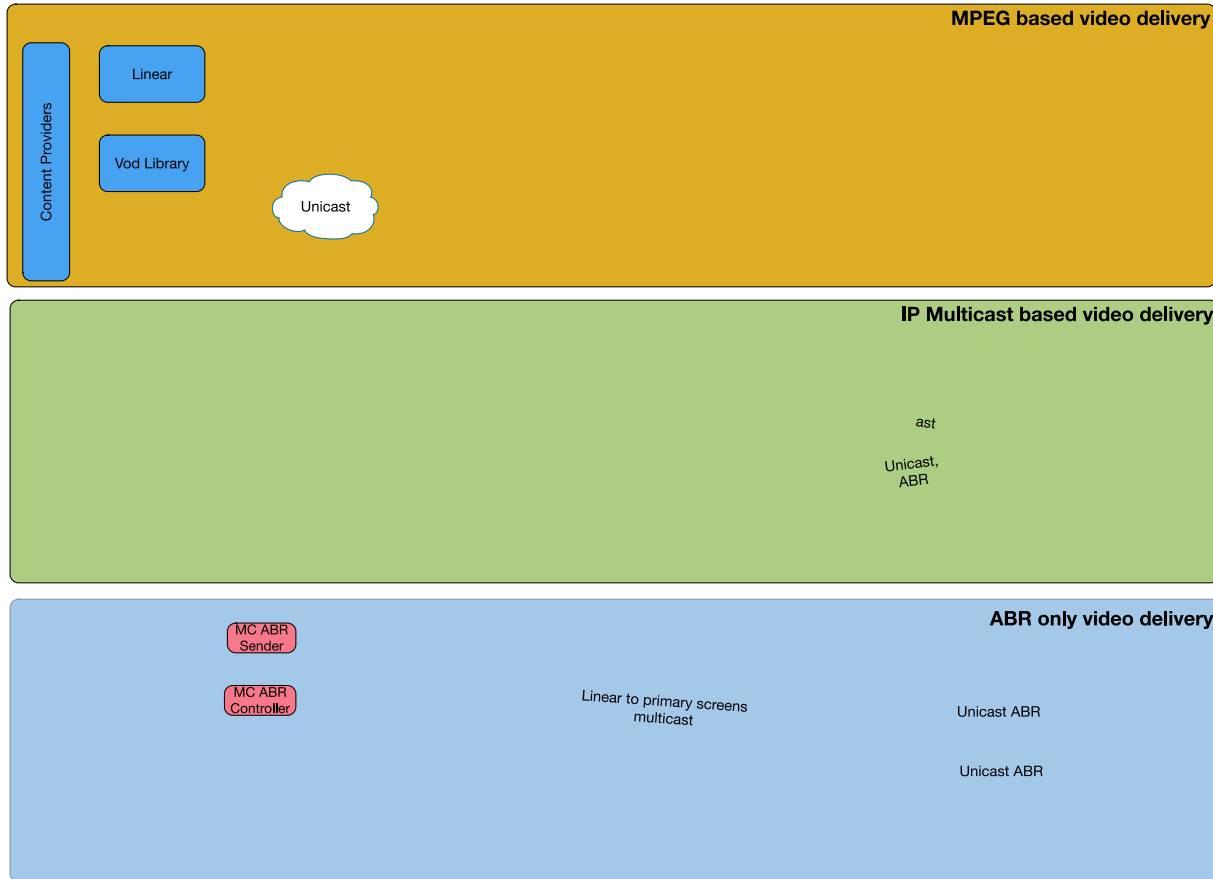 MPEG based video delivery
Content Providers
Linear
Vod Library
Unicast
IP Multicast based video delivery
ast
Unicast,
ABR
ABR only video delivery
MC ABR
Sender
MC ABR
Controller
Linear to primary screens
multicast
Unicast ABR
Unicast ABR